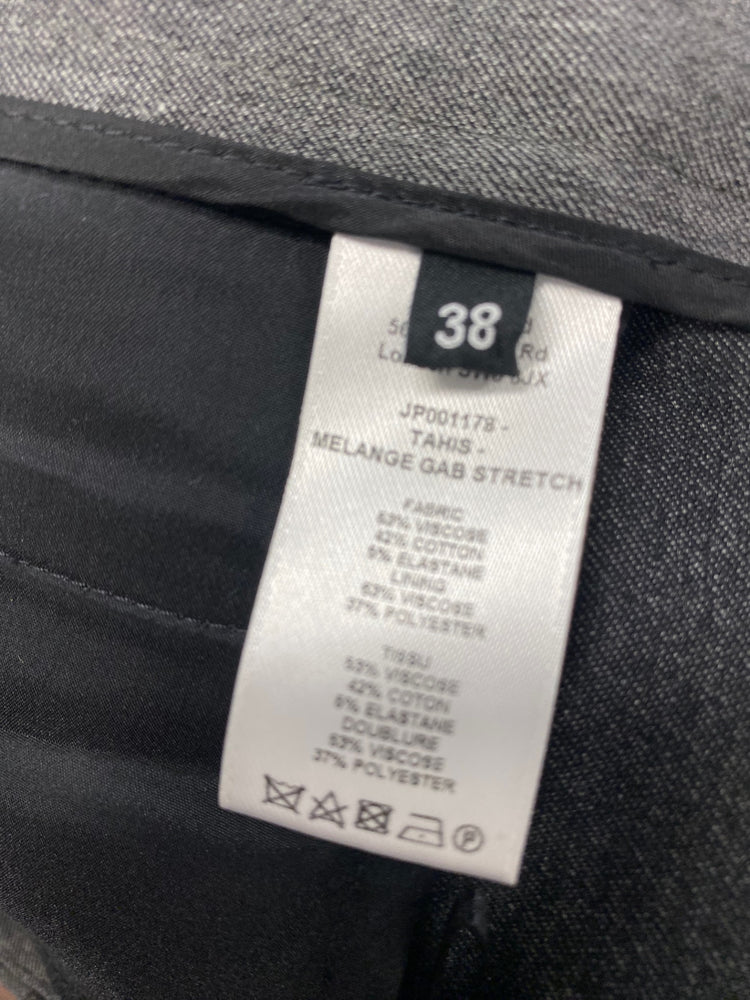 38
Rd
JX
JP001178 -
TAHIS -
MELANGE GAB STRETCH
FABRIC
53% VISCOSE
42% COTTON
5% ELASTANE
LINING
63% VISCOSE
37% POLYESTER
TISSU
53% VISCOSE
42% COTON
5% ELASTANE
DOUBLURE
63% VISCOSE
37% POLYESTER
P